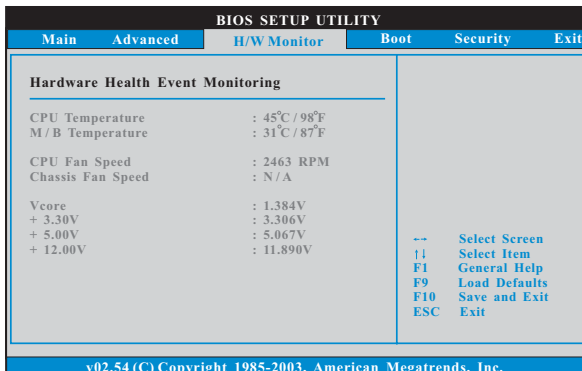 BIOS SETUP UTILITY
Main Advanced H/W Monitor Boot Security Exit
Hardware Health Event Monitoring
CPU Temperature : 45°C / 98°F
M / B Temperature : 31°C / 87°F
CPU Fan Speed : 2463 RPM
Chassis Fan Speed : N / A
Vcore : 1.384V
+ 3.30V : 3.306V
+ 5.00V : 5.067V
+ 12.00V : 11.890V
←→ Select Screen
↑↓ Select Item
F1 General Help
F9 Load Defaults
F10 Save and Exit
ESC Exit
v02.54 (C) Copyright 1985-2003, American Megatrends, Inc.